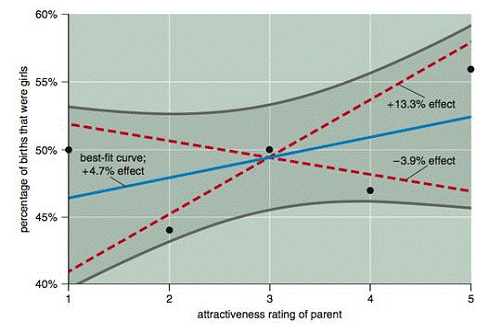 60%
55%
50%
45%
40%
percentage of births that were girls
best-fit curve;
+4.7% effect
+13.3% effect
−3.9% effect
1 2 3 4 5
attractiveness rating of parent